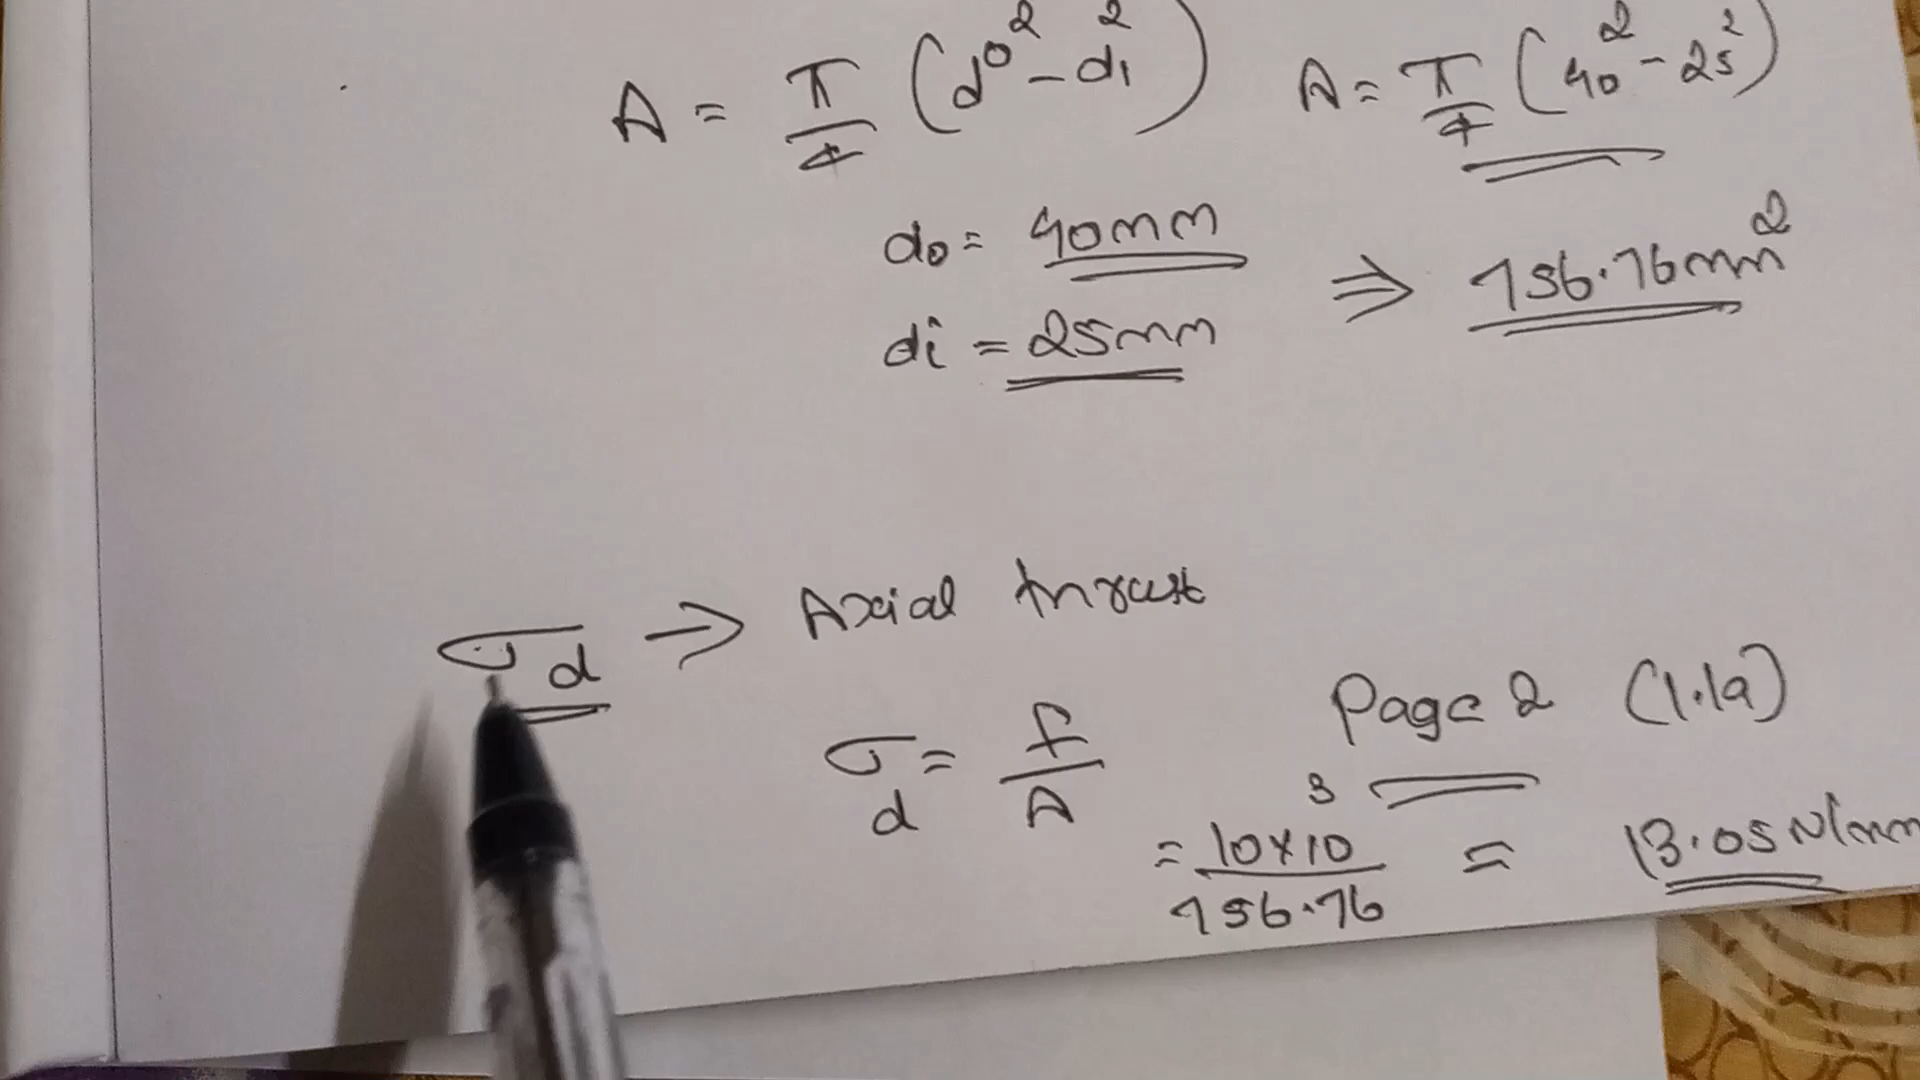 A = π/4 (do² - di²) A = π/4 (40² - 25²)
do = 40mm
⇒ 756.76mm²
di = 25mm
σd → Axial thrust
Page 2 (1.1a)
σd = f/A
= 10×10³/756.76 = 13.05N/mm